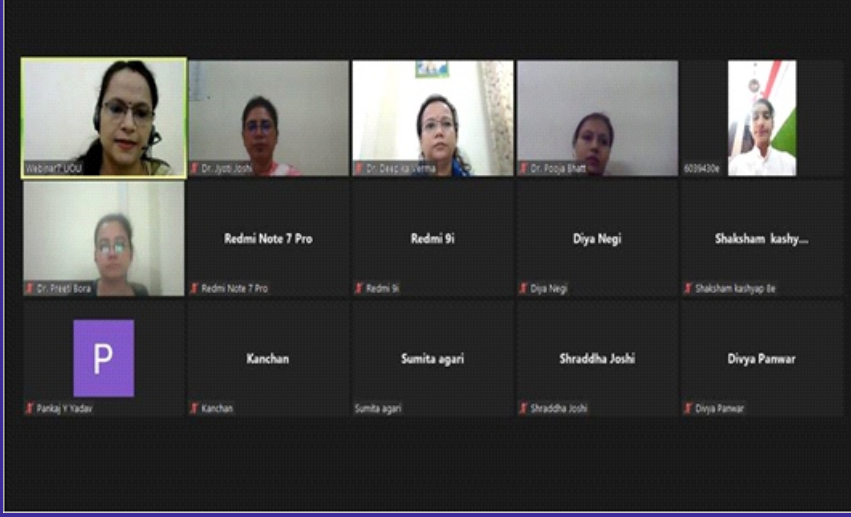 Webinar7 UOU
Dr. Jyoti Joshi
Dr. Deepika Verma
Dr. Pooja Bhatt
6039430e
Dr. Preeti Bora
Redmi Note 7 Pro
Redmi Note 7 Pro
Redmi 9i
Redmi 9i
Diya Negi
Diya Negi
Shaksham kashy...
Shaksham kashyap 8e
P
Pankaj Y Yadav
Kanchan
Kanchan
Sumita agari
Sumita agari
Shraddha Joshi
Shraddha Joshi
Divya Panwar
Divya Panwar